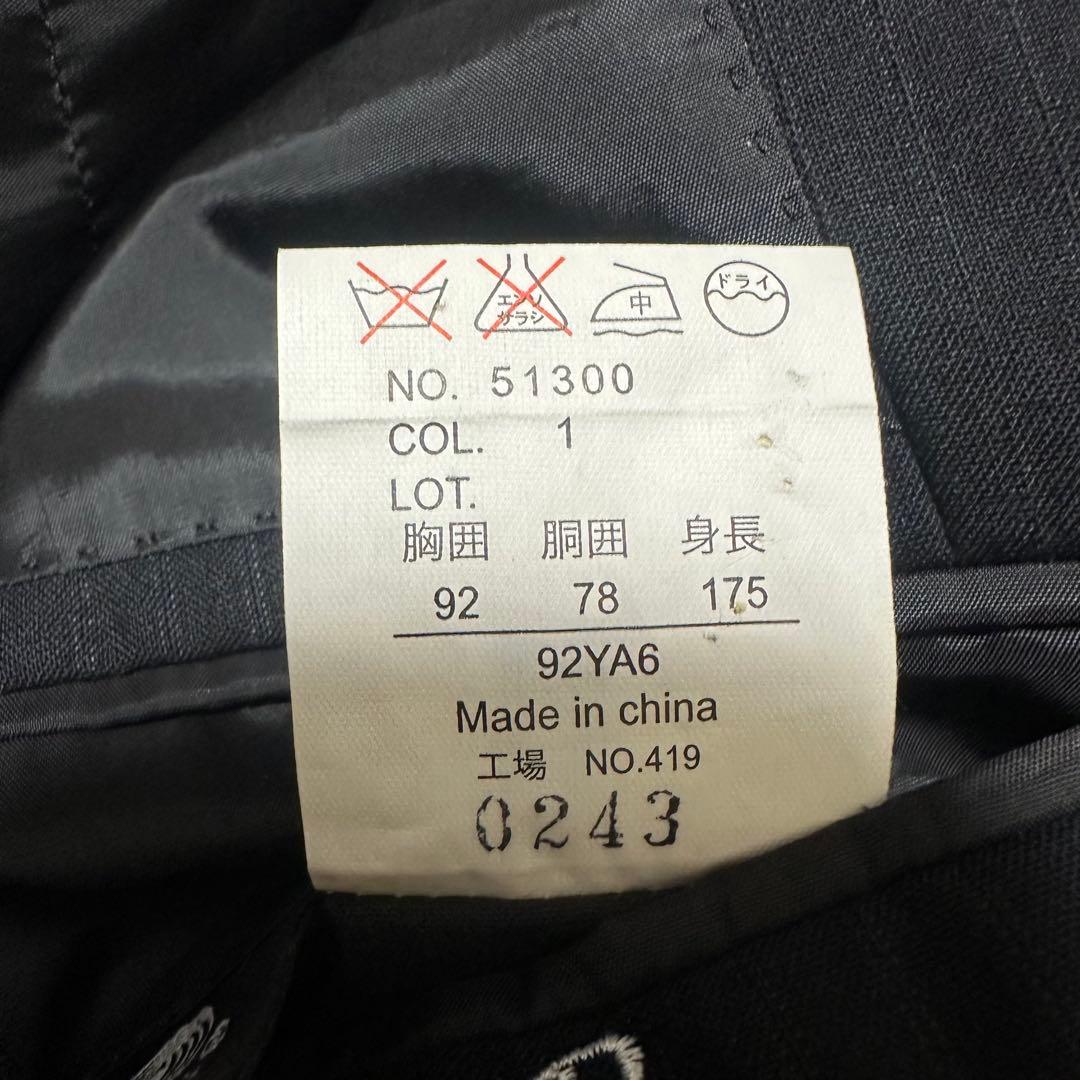 エンソ
サラシ
中
ドライ
NO. 51300
COL. 1
LOT.
胸囲 胴囲 身長
92 78 175
92YA6
Made in china
工場 NO.419
0243